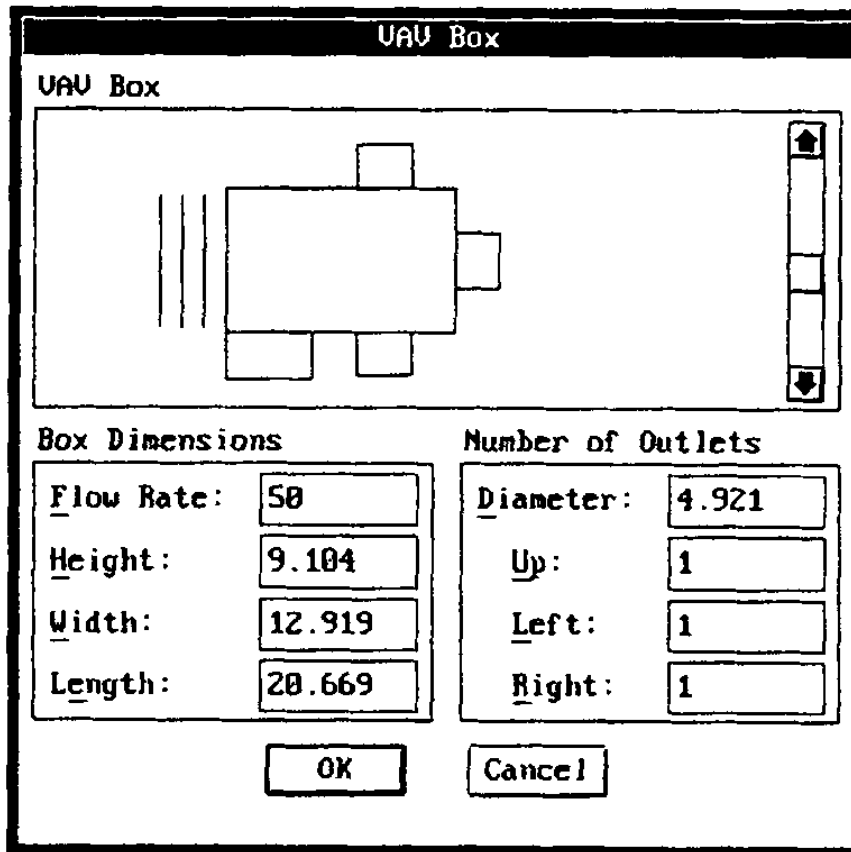 VAV Box
VAV Box
Box Dimensions
Flow Rate: 50
Height: 9.104
Width: 12.919
Length: 20.669
Number of Outlets
Diameter: 4.921
Up: 1
Left: 1
Right: 1
OK
Cancel